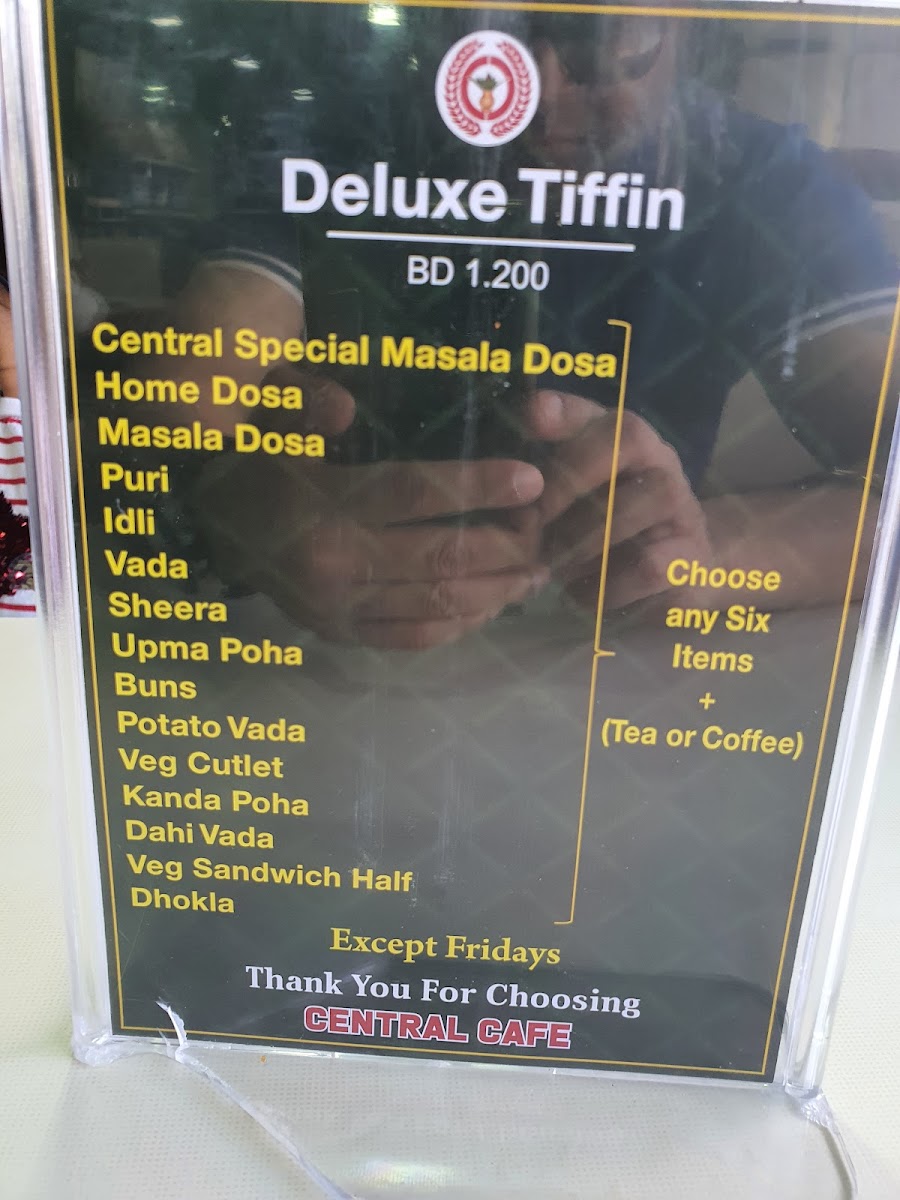 Deluxe Tiffin
BD 1.200
Central Special Masala Dosa
Home Dosa
Masala Dosa
Puri
Idli
Vada
Sheera
Upma Poha
Buns
Potato Vada
Veg Cutlet
Kanda Poha
Dahi Vada
Veg Sandwich Half
Dhokla
Choose
any Six
Items
+
(Tea or Coffee)
Except Fridays
Thank You For Choosing
CENTRAL CAFE